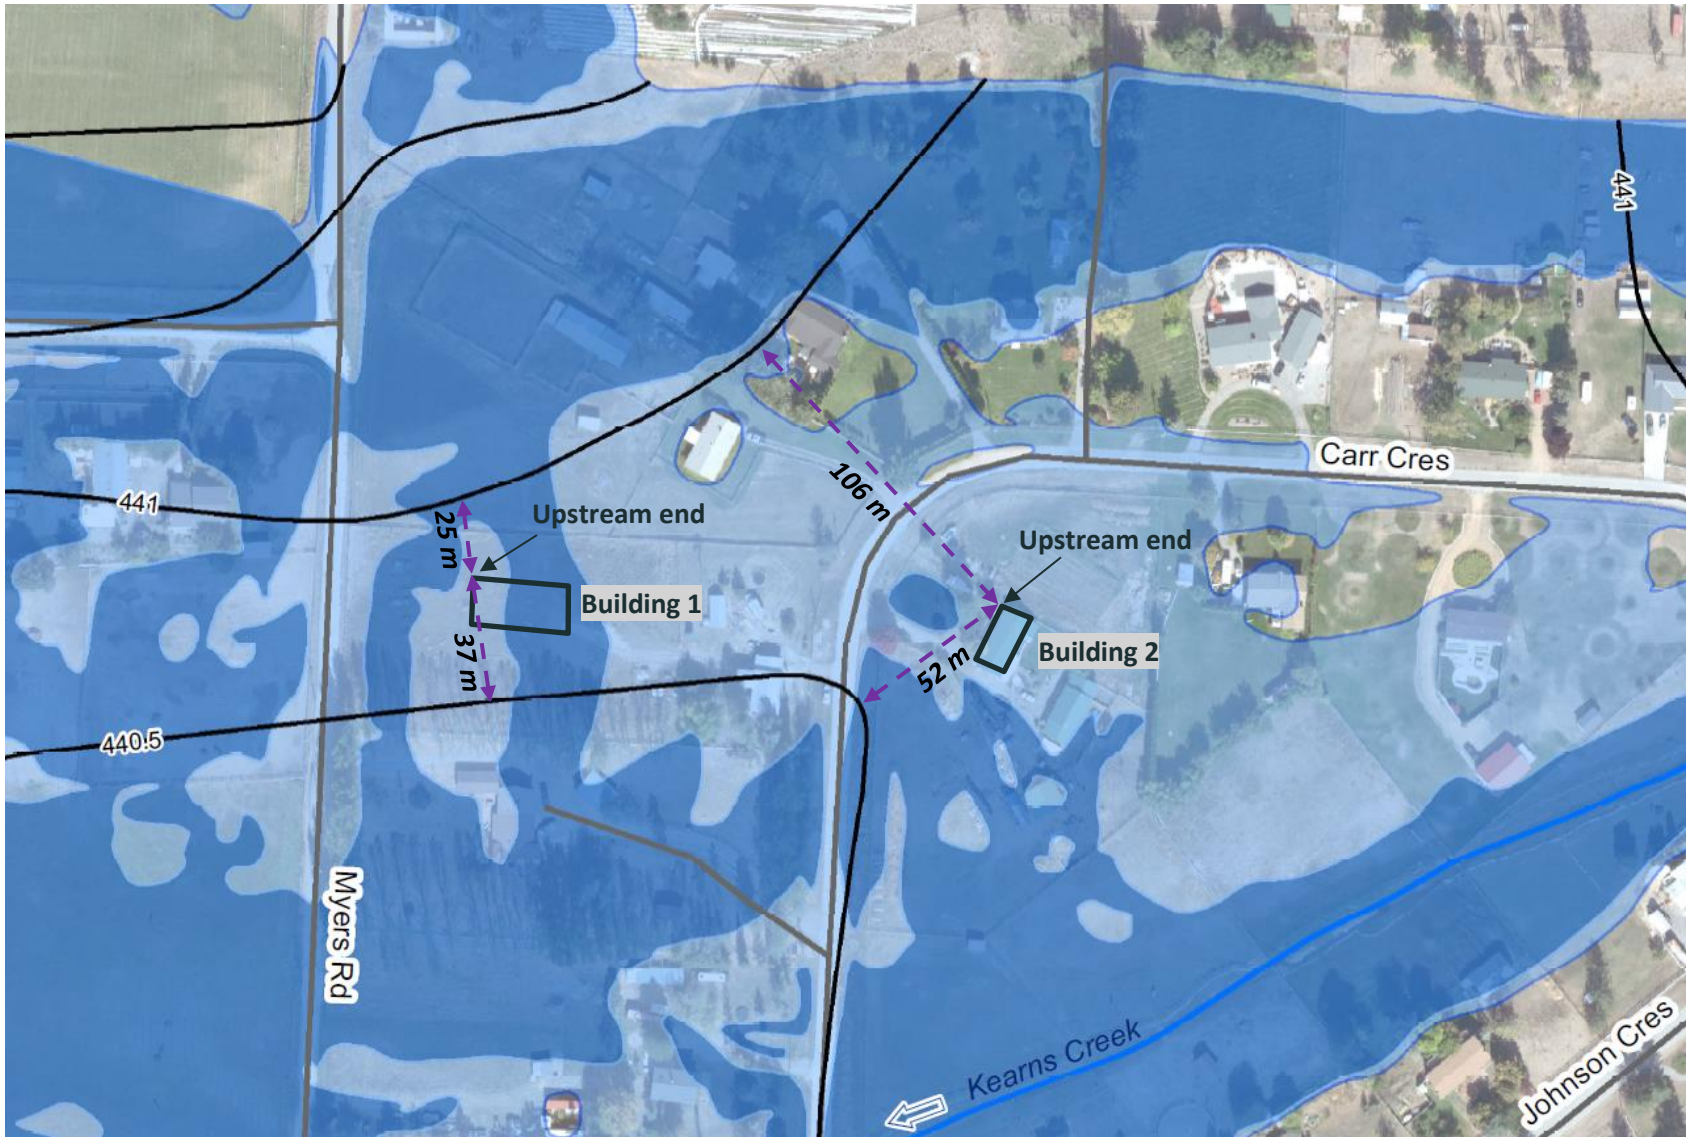 441
Carr Cres
441
106 m
25 m
Upstream end
Upstream end
Building 1
37 m
Building 2
52 m
440.5
Myers Rd
Kearns Creek
Johnson Cres